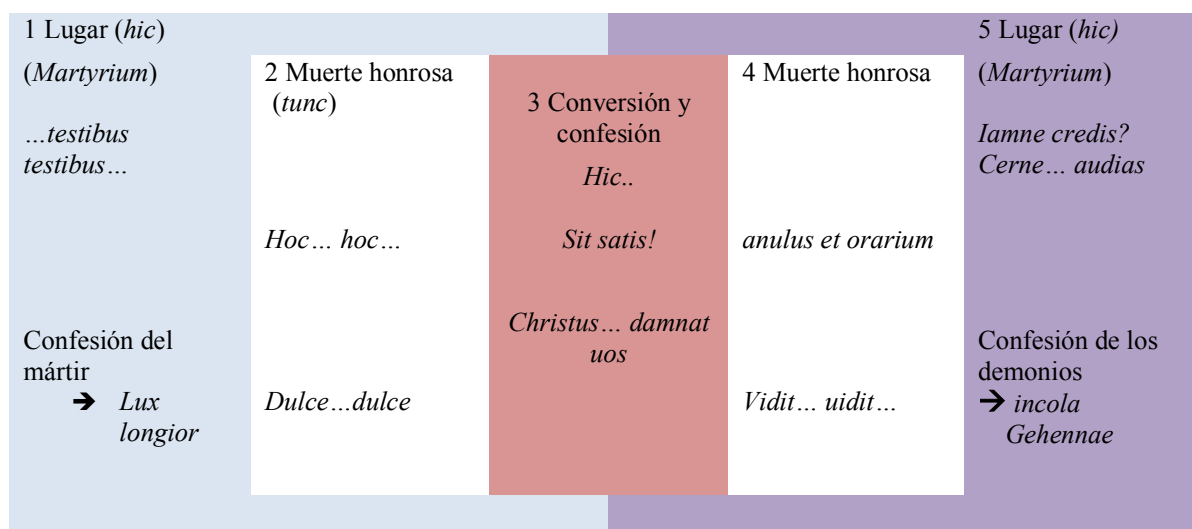 1 Lugar (hic)
(Martyrium)
…testibus
testibus…
Confesión del
mártir
➔ Lux
longior
2 Muerte honrosa
(tunc)
Hoc… hoc…
Dulce…dulce
3 Conversión y
confesión
Hic..
Sit satis!
Christus… damnat
uos
4 Muerte honrosa
anulus et orarium
Vidit… uidit…
5 Lugar (hic)
(Martyrium)
Iamne credis?
Cerne… audias
Confesión de los
demonios
➔ incola
Gehennae